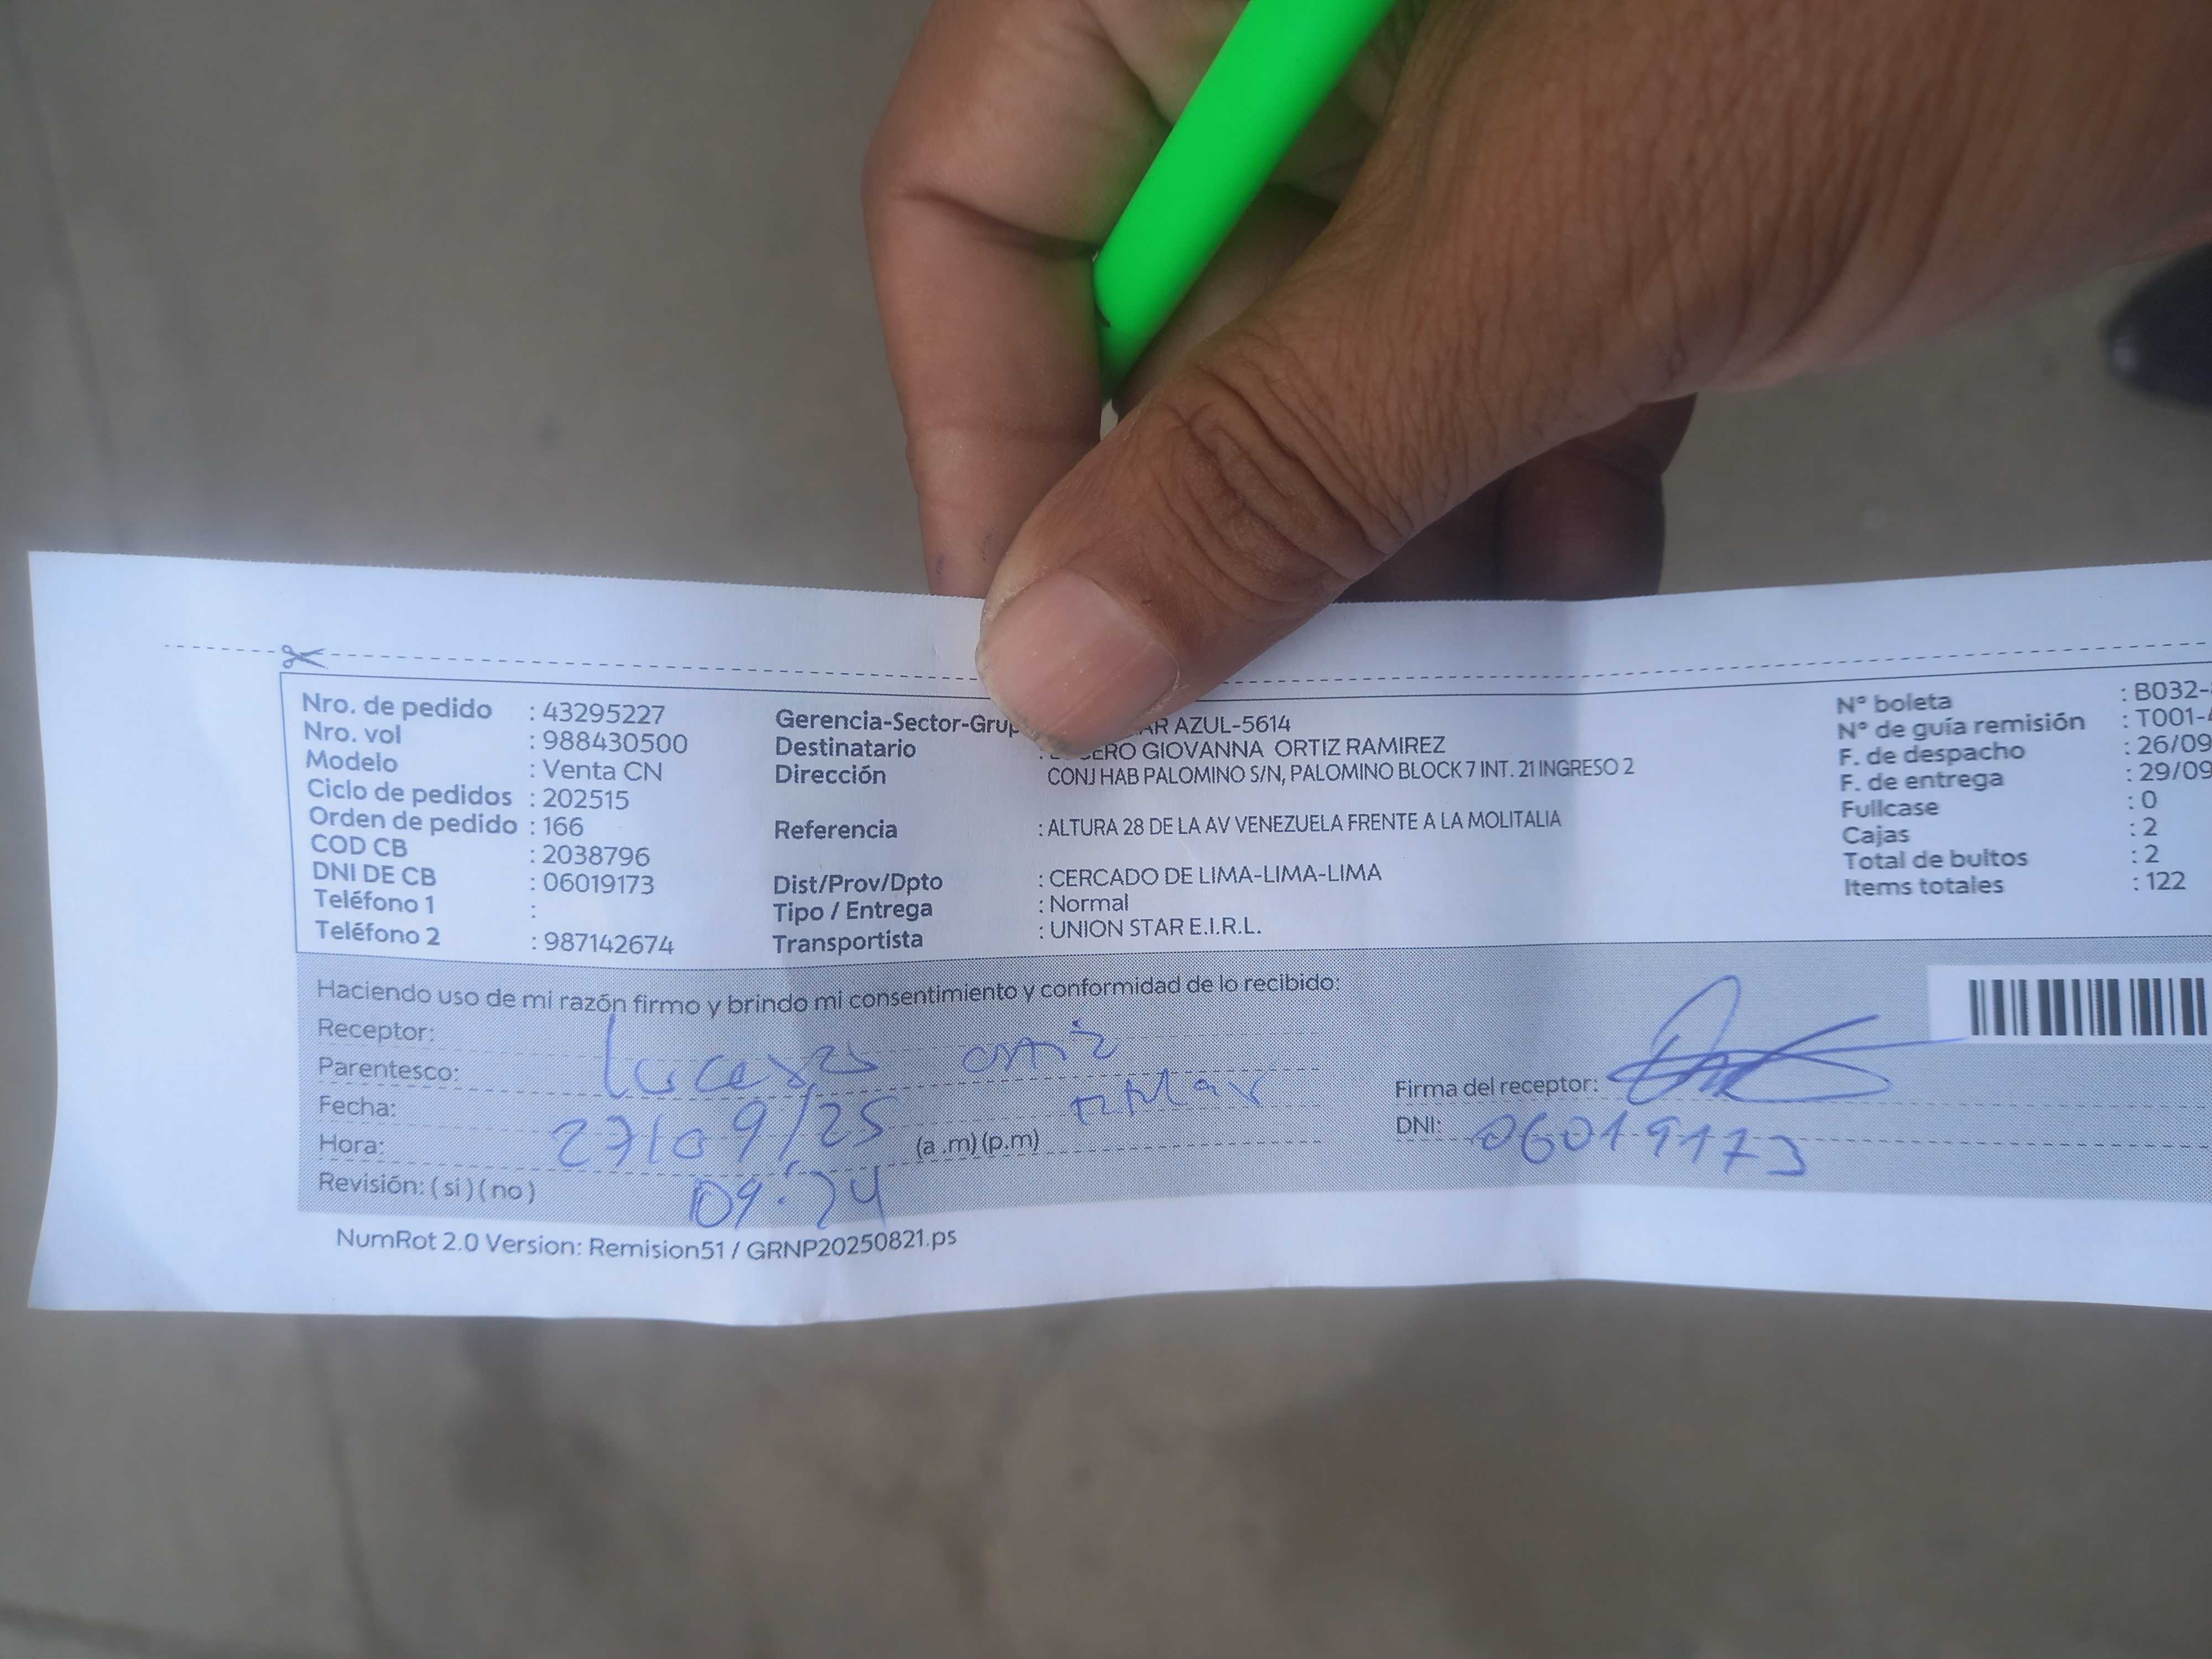 Nro. de pedido : 43295227
Nro. vol : 988430500
Modelo : Venta CN
Ciclo de pedidos : 202515
Orden de pedido : 166
COD CB : 2038796
DNI DE CB : 06019173
Teléfono 1 :
Teléfono 2 : 987142674
Gerencia-Sector-Gru AR AZUL-5614
Destinatario : ERO GIOVANNA ORTIZ RAMIREZ
Dirección CONJ HAB PALOMINO S/N, PALOMINO BLOCK 7 INT. 21 INGRESO 2
Referencia : ALTURA 28 DE LA AV VENEZUELA FRENTE A LA MOLITALIA
Dist/Prov/Dpto : CERCADO DE LIMA-LIMA-LIMA
Tipo / Entrega : Normal
Transportista : UNION STAR E.I.R.L.
Nº boleta : B032-
Nº de guía remisión : T001-
F. de despacho : 26/09
F. de entrega : 29/09
Fullcase : 0
Cajas : 2
Total de bultos : 2
Items totales : 122
Haciendo uso de mi razón firmo y brindo mi consentimiento y conformidad de lo recibido:
Receptor:
Parentesco: ortiz
Fecha: 27/09/25 titular
Hora: (a .m) (p.m)
Revisión: ( si ) ( no )
Firma del receptor:
DNI: 06019173
NumRot 2.0 Version: Remision51 / GRNP20250821.ps